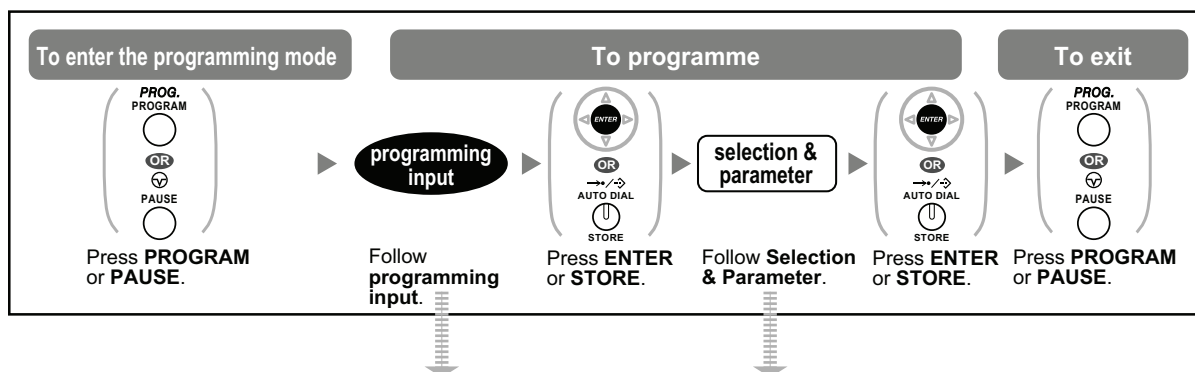 To enter the programming mode
To programme
To exit
PROG.
PROGRAM
OR
PAUSE
Press PROGRAM
or PAUSE.
programming
input
Follow
programming
input.
ENTER
OR
AUTO DIAL
STORE
Press ENTER
or STORE.
selection &
parameter
Follow Selection
& Parameter.
ENTER
OR
AUTO DIAL
STORE
Press ENTER
or STORE.
PROG.
PROGRAM
OR
PAUSE
Press PROGRAM
or PAUSE.